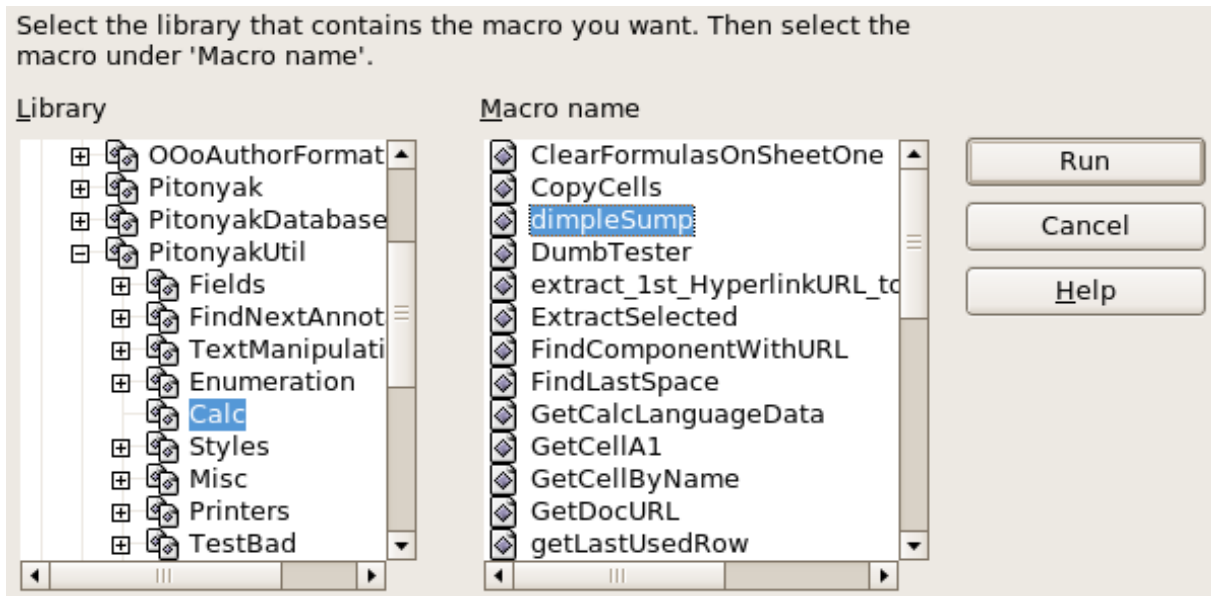 Select the library that contains the macro you want. Then select the
macro under 'Macro name'.
Library
OOoAuthorFormat
Pitonyak
PitonyakDatabase
PitonyakUtil
Fields
FindNextAnnot
TextManipulati
Enumeration
Calc
Styles
Misc
Printers
TestBad
Macro name
ClearFormulasOnSheetOne
CopyCells
dimpleSump
DumbTester
extract_1st_HyperlinkURL_to
ExtractSelected
FindComponentWithURL
FindLastSpace
GetCalcLanguageData
GetCellA1
GetCellByName
GetDocURL
getLastUsedRow
Run
Cancel
Help